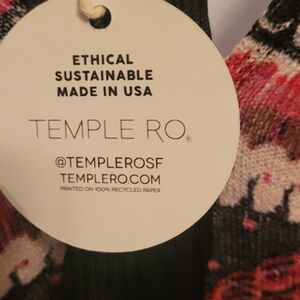 ETHICAL
SUSTAINABLE
MADE IN USA
TEMPLE RO®
@TEMPLEROSF
TEMPLERO.COM
PRINTED ON 100% RECYCLED PAPER